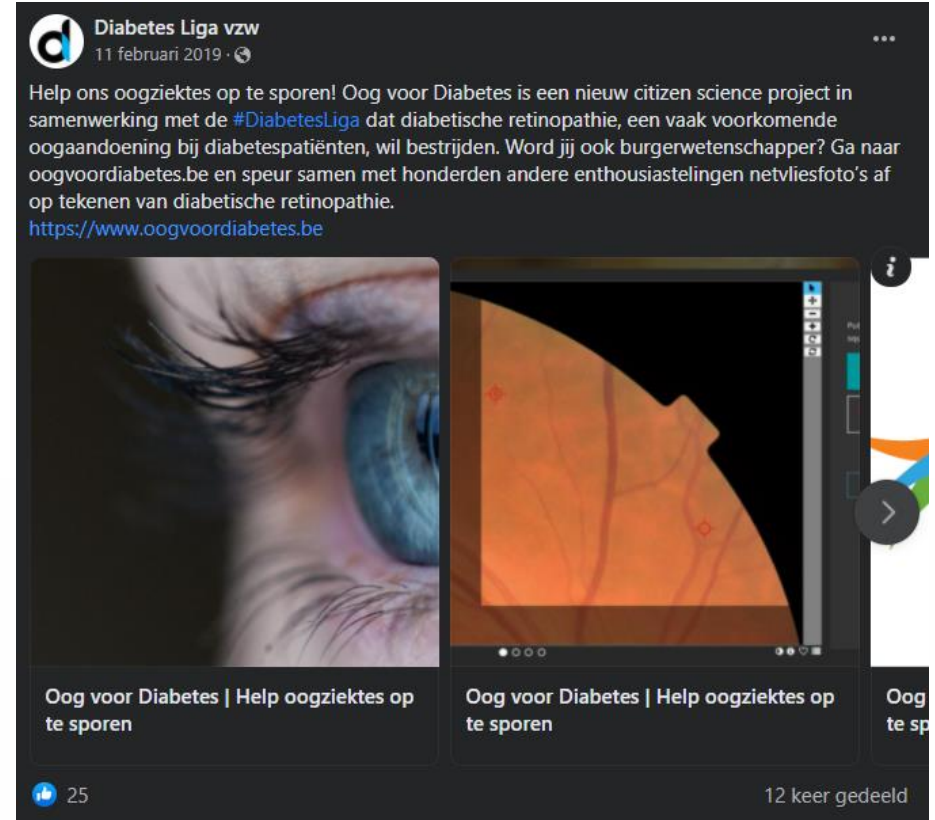 Diabetes Liga vzw
11 februari 2019 ·
Help ons oogziektes op te sporen! Oog voor Diabetes is een nieuw citizen science project in
samenwerking met de #DiabetesLiga dat diabetische retinopathie, een vaak voorkomende
oogaandoening bij diabetespatiënten, wil bestrijden. Word jij ook burgerwetenschapper? Ga naar
oogvoordiabetes.be en speur samen met honderden andere enthousiastelingen netvliesfoto's af
op tekenen van diabetische retinopathie.
https://www.oogvoordiabetes.be
Oog voor Diabetes | Help oogziektes op
te sporen
Oog voor Diabetes | Help oogziektes op
te sporen
Oog
te sp
25
12 keer gedeeld